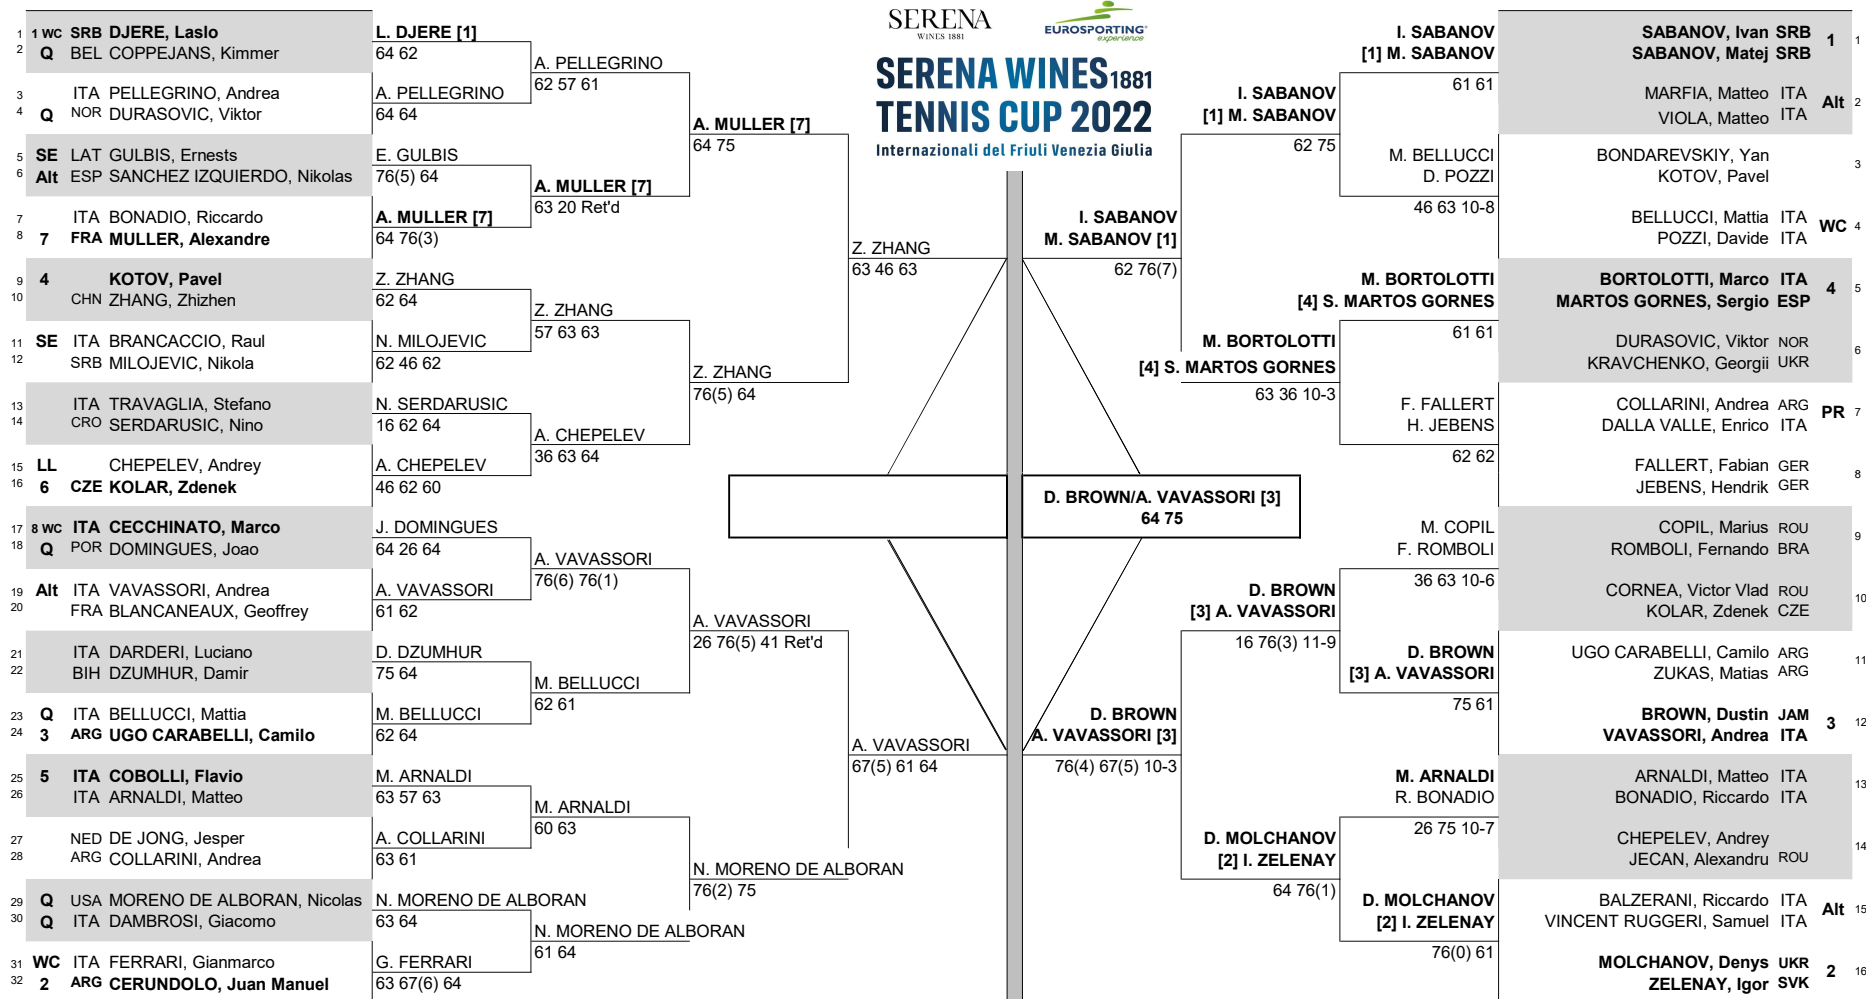 SERENA
WINES 1881
EUROSPORTING
experience
SERENA WINES 1881
TENNIS CUP 2022
Internazionali del Friuli Venezia Giulia
1 1 WC SRB DJERE, Laslo
2 Q BEL COPPEJANS, Kimmer
3 ITA PELLEGRINO, Andrea
4 Q NOR DURASOVIC, Viktor
5 SE LAT GULBIS, Ernests
6 Alt ESP SANCHEZ IZQUIERDO, Nikolas
7 ITA BONADIO, Riccardo
8 7 FRA MULLER, Alexandre
9 4 KOTOV, Pavel
10 CHN ZHANG, Zhizhen
11 SE ITA BRANCACCIO, Raul
12 SRB MILOJEVIC, Nikola
13 ITA TRAVAGLIA, Stefano
14 CRO SERDARUSIC, Nino
15 LL CHEPELEV, Andrey
16 6 CZE KOLAR, Zdenek
17 8 WC ITA CECCHINATO, Marco
18 Q POR DOMINGUES, Joao
19 Alt ITA VAVASSORI, Andrea
20 FRA BLANCANEAUX, Geoffrey
21 ITA DARDERI, Luciano
22 BIH DZUMHUR, Damir
23 Q ITA BELLUCCI, Mattia
24 3 ARG UGO CARABELLI, Camilo
25 5 ITA COBOLLI, Flavio
26 ITA ARNALDI, Matteo
27 NED DE JONG, Jesper
28 ARG COLLARINI, Andrea
29 Q USA MORENO DE ALBORAN, Nicolas
30 Q ITA DAMBROSI, Giacomo
31 WC ITA FERRARI, Gianmarco
32 2 ARG CERUNDOLO, Juan Manuel
L. DJERE [1]
64 62
A. PELLEGRINO
64 64
E. GULBIS
76(5) 64
A. MULLER [7]
64 76(3)
Z. ZHANG
62 64
N. MILOJEVIC
62 46 62
N. SERDARUSIC
16 62 64
A. CHEPELEV
46 62 60
J. DOMINGUES
64 26 64
A. VAVASSORI
61 62
D. DZUMHUR
75 64
M. BELLUCCI
62 64
M. ARNALDI
63 57 63
A. COLLARINI
63 61
N. MORENO DE ALBORAN
63 64
G. FERRARI
63 67(6) 64
A. PELLEGRINO
62 57 61
A. MULLER [7]
63 20 Ret'd
Z. ZHANG
57 63 63
A. CHEPELEV
36 63 64
A. VAVASSORI
76(6) 76(1)
M. BELLUCCI
62 61
M. ARNALDI
60 63
N. MORENO DE ALBORAN
61 64
A. MULLER [7]
64 75
Z. ZHANG
76(5) 64
A. VAVASSORI
26 76(5) 41 Ret'd
N. MORENO DE ALBORAN
76(2) 75
Z. ZHANG
63 46 63
A. VAVASSORI
67(5) 61 64
D. BROWN/A. VAVASSORI [3]
64 75
I. SABANOV
M. SABANOV [1]
62 76(7)
D. BROWN
A. VAVASSORI [3]
76(4) 67(5) 10-3
I. SABANOV
[1] M. SABANOV
62 75
M. BORTOLOTTI
[4] S. MARTOS GORNES
63 36 10-3
D. BROWN
[3] A. VAVASSORI
16 76(3) 11-9
D. MOLCHANOV
[2] I. ZELENAY
64 76(1)
I. SABANOV
[1] M. SABANOV
61 61
M. BELLUCCI
D. POZZI
46 63 10-8
M. BORTOLOTTI
[4] S. MARTOS GORNES
61 61
F. FALLERT
H. JEBENS
62 62
M. COPIL
F. ROMBOLI
36 63 10-6
D. BROWN
[3] A. VAVASSORI
75 61
M. ARNALDI
R. BONADIO
26 75 10-7
D. MOLCHANOV
[2] I. ZELENAY
76(0) 61
SABANOV, Ivan SRB
SABANOV, Matej SRB
1 1
MARFIA, Matteo ITA
VIOLA, Matteo ITA
Alt 2
BONDAREVSKIY, Yan
KOTOV, Pavel
3
BELLUCCI, Mattia ITA
POZZI, Davide ITA
WC 4
BORTOLOTTI, Marco ITA
MARTOS GORNES, Sergio ESP
4 5
DURASOVIC, Viktor NOR
KRAVCHENKO, Georgii UKR
6
COLLARINI, Andrea ARG
DALLA VALLE, Enrico ITA
PR 7
FALLERT, Fabian GER
JEBENS, Hendrik GER
8
COPIL, Marius ROU
ROMBOLI, Fernando BRA
9
CORNEA, Victor Vlad ROU
KOLAR, Zdenek CZE
10
UGO CARABELLI, Camilo ARG
ZUKAS, Matias ARG
11
BROWN, Dustin JAM
VAVASSORI, Andrea ITA
3 12
ARNALDI, Matteo ITA
BONADIO, Riccardo ITA
13
CHEPELEV, Andrey
JECAN, Alexandru ROU
14
BALZERANI, Riccardo ITA
VINCENT RUGGERI, Samuel ITA
Alt 15
MOLCHANOV, Denys UKR
ZELENAY, Igor SVK
2 16